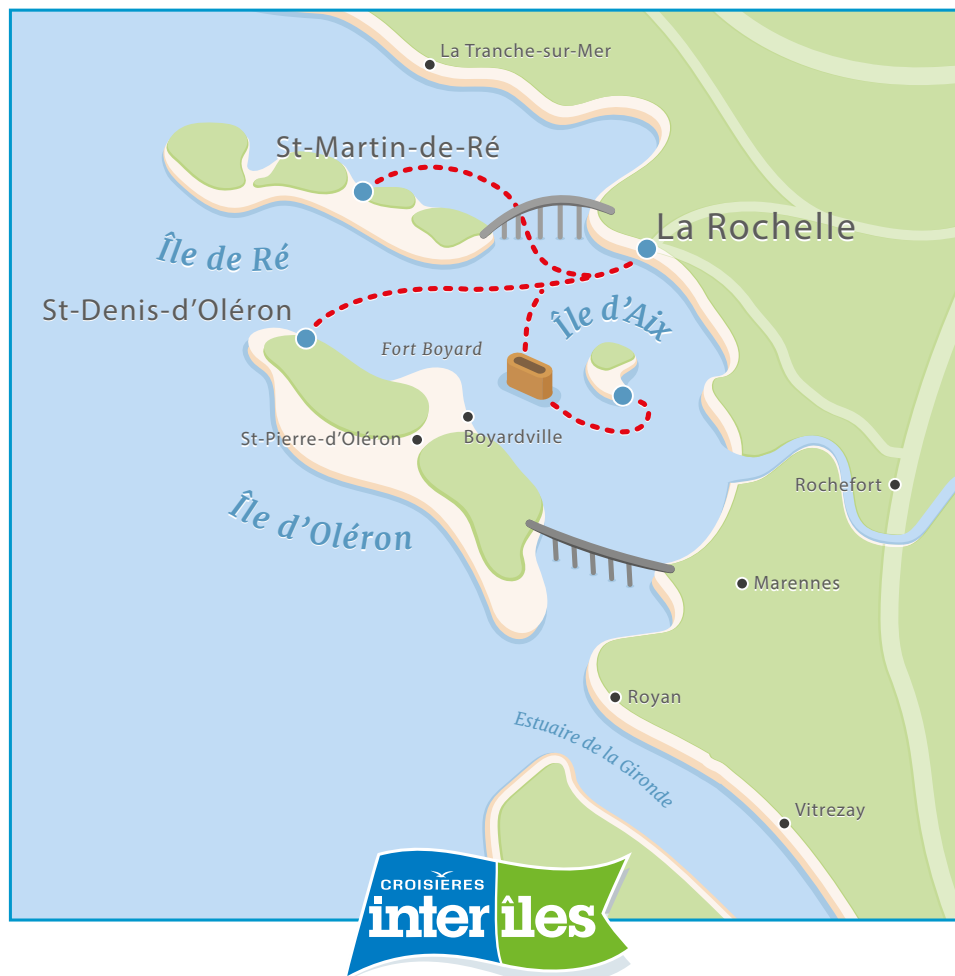 La Tranche-sur-Mer
St-Martin-de-Ré
La Rochelle
Île de Ré
St-Denis-d'Oléron
Île d'Aix
Fort Boyard
St-Pierre-d'Oléron
Boyardville
Rochefort
Île d'Oléron
Marennes
Royan
Estuaire de la Gironde
Vitrezay
CROISIÈRES
inter îles